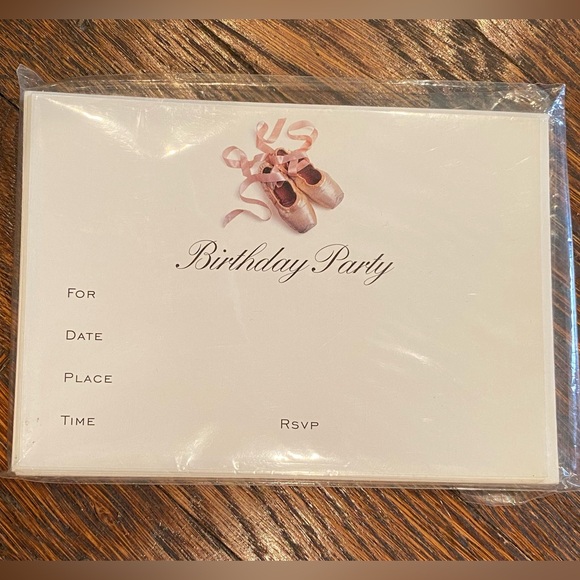 Birthday Party
FOR
DATE
PLACE
TIME
RSVP